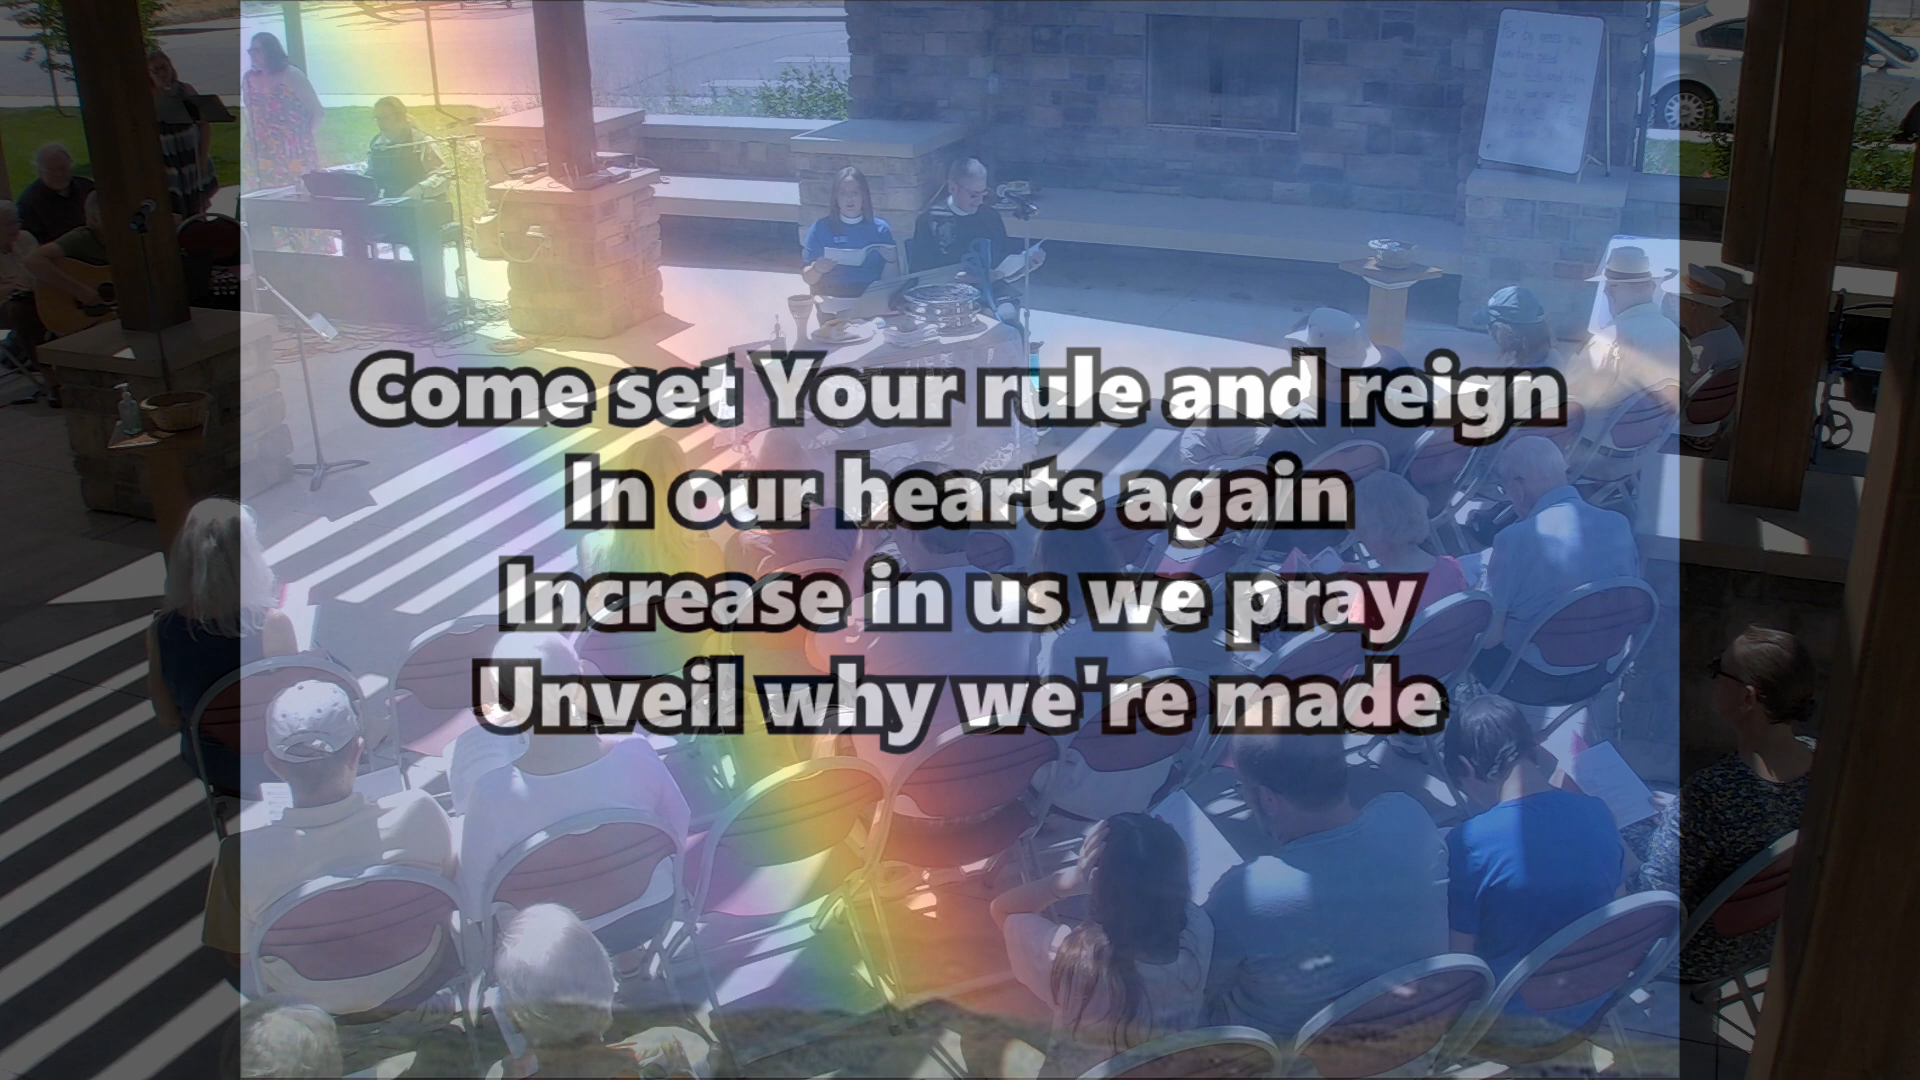 Come set Your rule and reign
In our hearts again
Increase in us we pray
Unveil why we're made